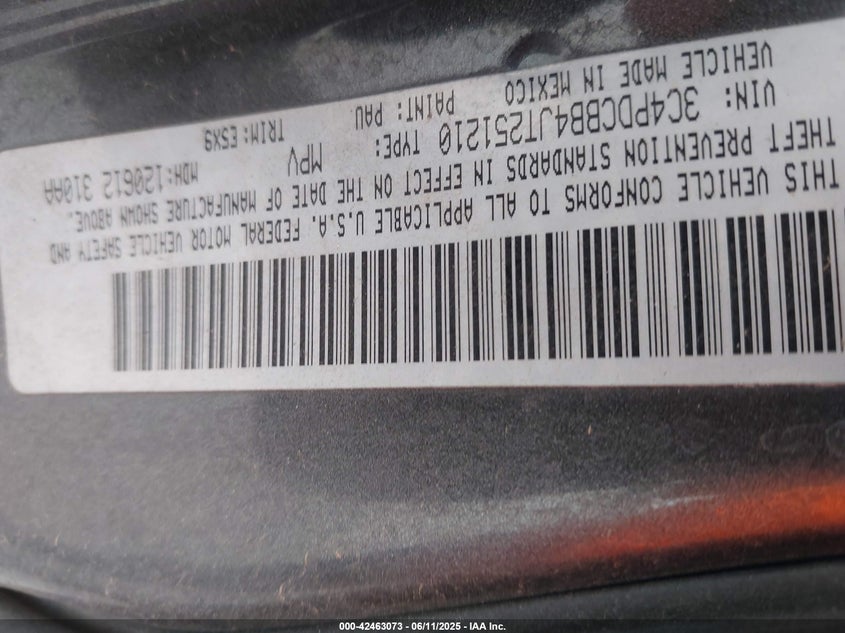 THIS VEHICLE CONFORMS TO ALL APPLICABLE U.S.A. FEDERAL MOTOR VEHICLE SAFETY AND
THEFT PREVENTION STANDARDS IN EFFECT ON THE DATE OF MANUFACTURE SHOWN ABOVE.
VIN: 3C4PDCBB4JT251210 TYPE: MPV MDH:120612 310AA
VEHICLE MADE IN MEXICO PAINT: PAU TRIM: E5X9
000-42463073 - 06/11/2025 - IAA Inc.